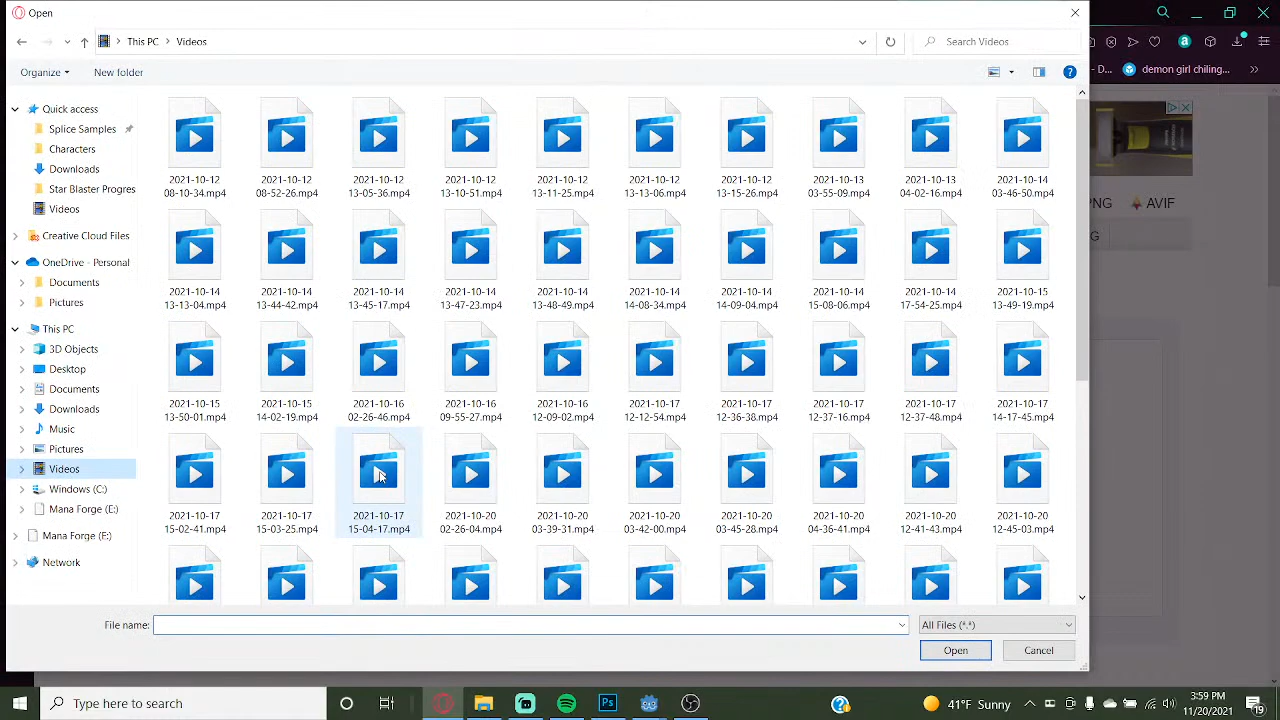 Open
This PC
Videos
Search Videos
Organize
New folder
D...
demon girl chiling...
Quick access
Splice Samples
Characters
Downloads
Star Blaster Progres
Videos
Creative Cloud Files
OneDrive - Personal
Documents
Pictures
This PC
3D Objects
Desktop
Documents
Downloads
Music
Pictures
Videos
Windows (C:)
Mana Forge (E:)
Mana Forge (E:)
Network
2021-10-12 2021-10-12 2021-10-12 2021-10-12 2021-10-12 2021-10-12 2021-10-12 2021-10-13 2021-10-13 2021-10-14
08-10-34.mp4 08-52-26.mp4 13-05-36.mp4 13-10-51.mp4 13-11-25.mp4 13-13-06.mp4 13-15-26.mp4 03-55-09.mp4 04-02-16.mp4 03-46-50.mp4
2021-10-14 2021-10-14 2021-10-14 2021-10-14 2021-10-14 2021-10-14 2021-10-14 2021-10-14 2021-10-14 2021-10-15
13-13-04.mp4 13-44-42.mp4 13-45-17.mp4 13-47-23.mp4 13-48-49.mp4 14-08-34.mp4 14-09-04.mp4 15-08-06.mp4 17-54-25.mp4 13-49-19.mp4
2021-10-15 2021-10-15 2021-10-16 2021-10-16 2021-10-16 2021-10-17 2021-10-17 2021-10-17 2021-10-17 2021-10-17
13-50-01.mp4 14-02-19.mp4 02-26-46.mp4 09-55-27.mp4 12-09-02.mp4 12-12-54.mp4 12-36-38.mp4 12-37-16.mp4 12-37-48.mp4 14-17-45.mp4
2021-10-17 2021-10-17 2021-10-17 2021-10-20 2021-10-20 2021-10-20 2021-10-20 2021-10-20 2021-10-20 2021-10-20
15-02-41.mp4 15-03-25.mp4 15-04-17.mp4 02-26-04.mp4 03-39-31.mp4 03-42-00.mp4 03-45-28.mp4 04-36-41.mp4 12-41-43.mp4 12-45-03.mp4
PNG
AVIF
G
File name:
All Files (*.*)
Open
Cancel
Type here to search
Ps
41°F Sunny
3:59 PM
11/20/2021
19